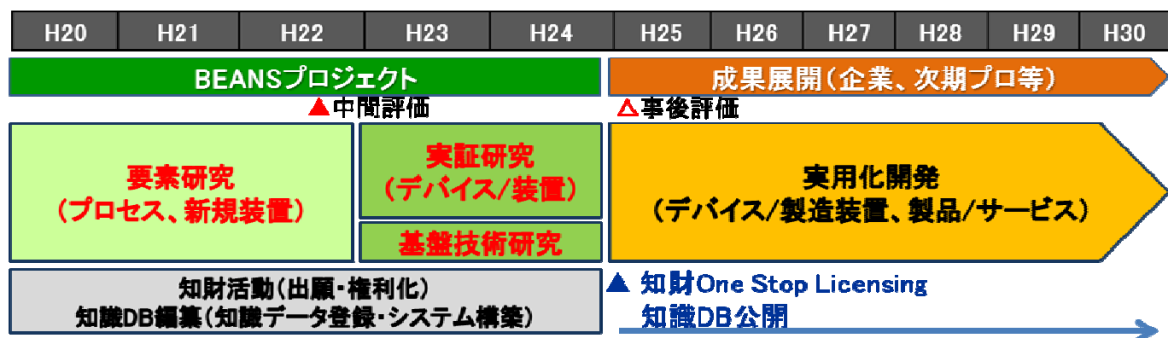 H20 H21 H22 H23 H24 H25 H26 H27 H28 H29 H30
BEANSプロジェクト
成果展開(企業、次期プロ等)
▲中間評価
△事後評価
要素研究
(プロセス、新規装置)
実証研究
(デバイス/装置)
基盤技術研究
実用化開発
(デバイス/製造装置、製品/サービス)
知財活動(出願・権利化)
知識DB編纂(知識データ登録・システム構築)
▲ 知財One Stop Licensing
知識DB公開